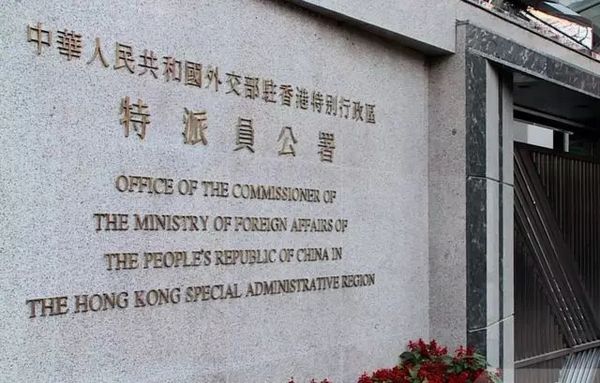 中華人民共和國外交部駐香港特別行政區
特派員公署
OFFICE OF THE COMMISSIONER OF
THE MINISTRY OF FOREIGN AFFAIRS OF
THE PEOPLE'S REPUBLIC OF CHINA IN
THE HONG KONG SPECIAL ADMINISTRATIVE REGION